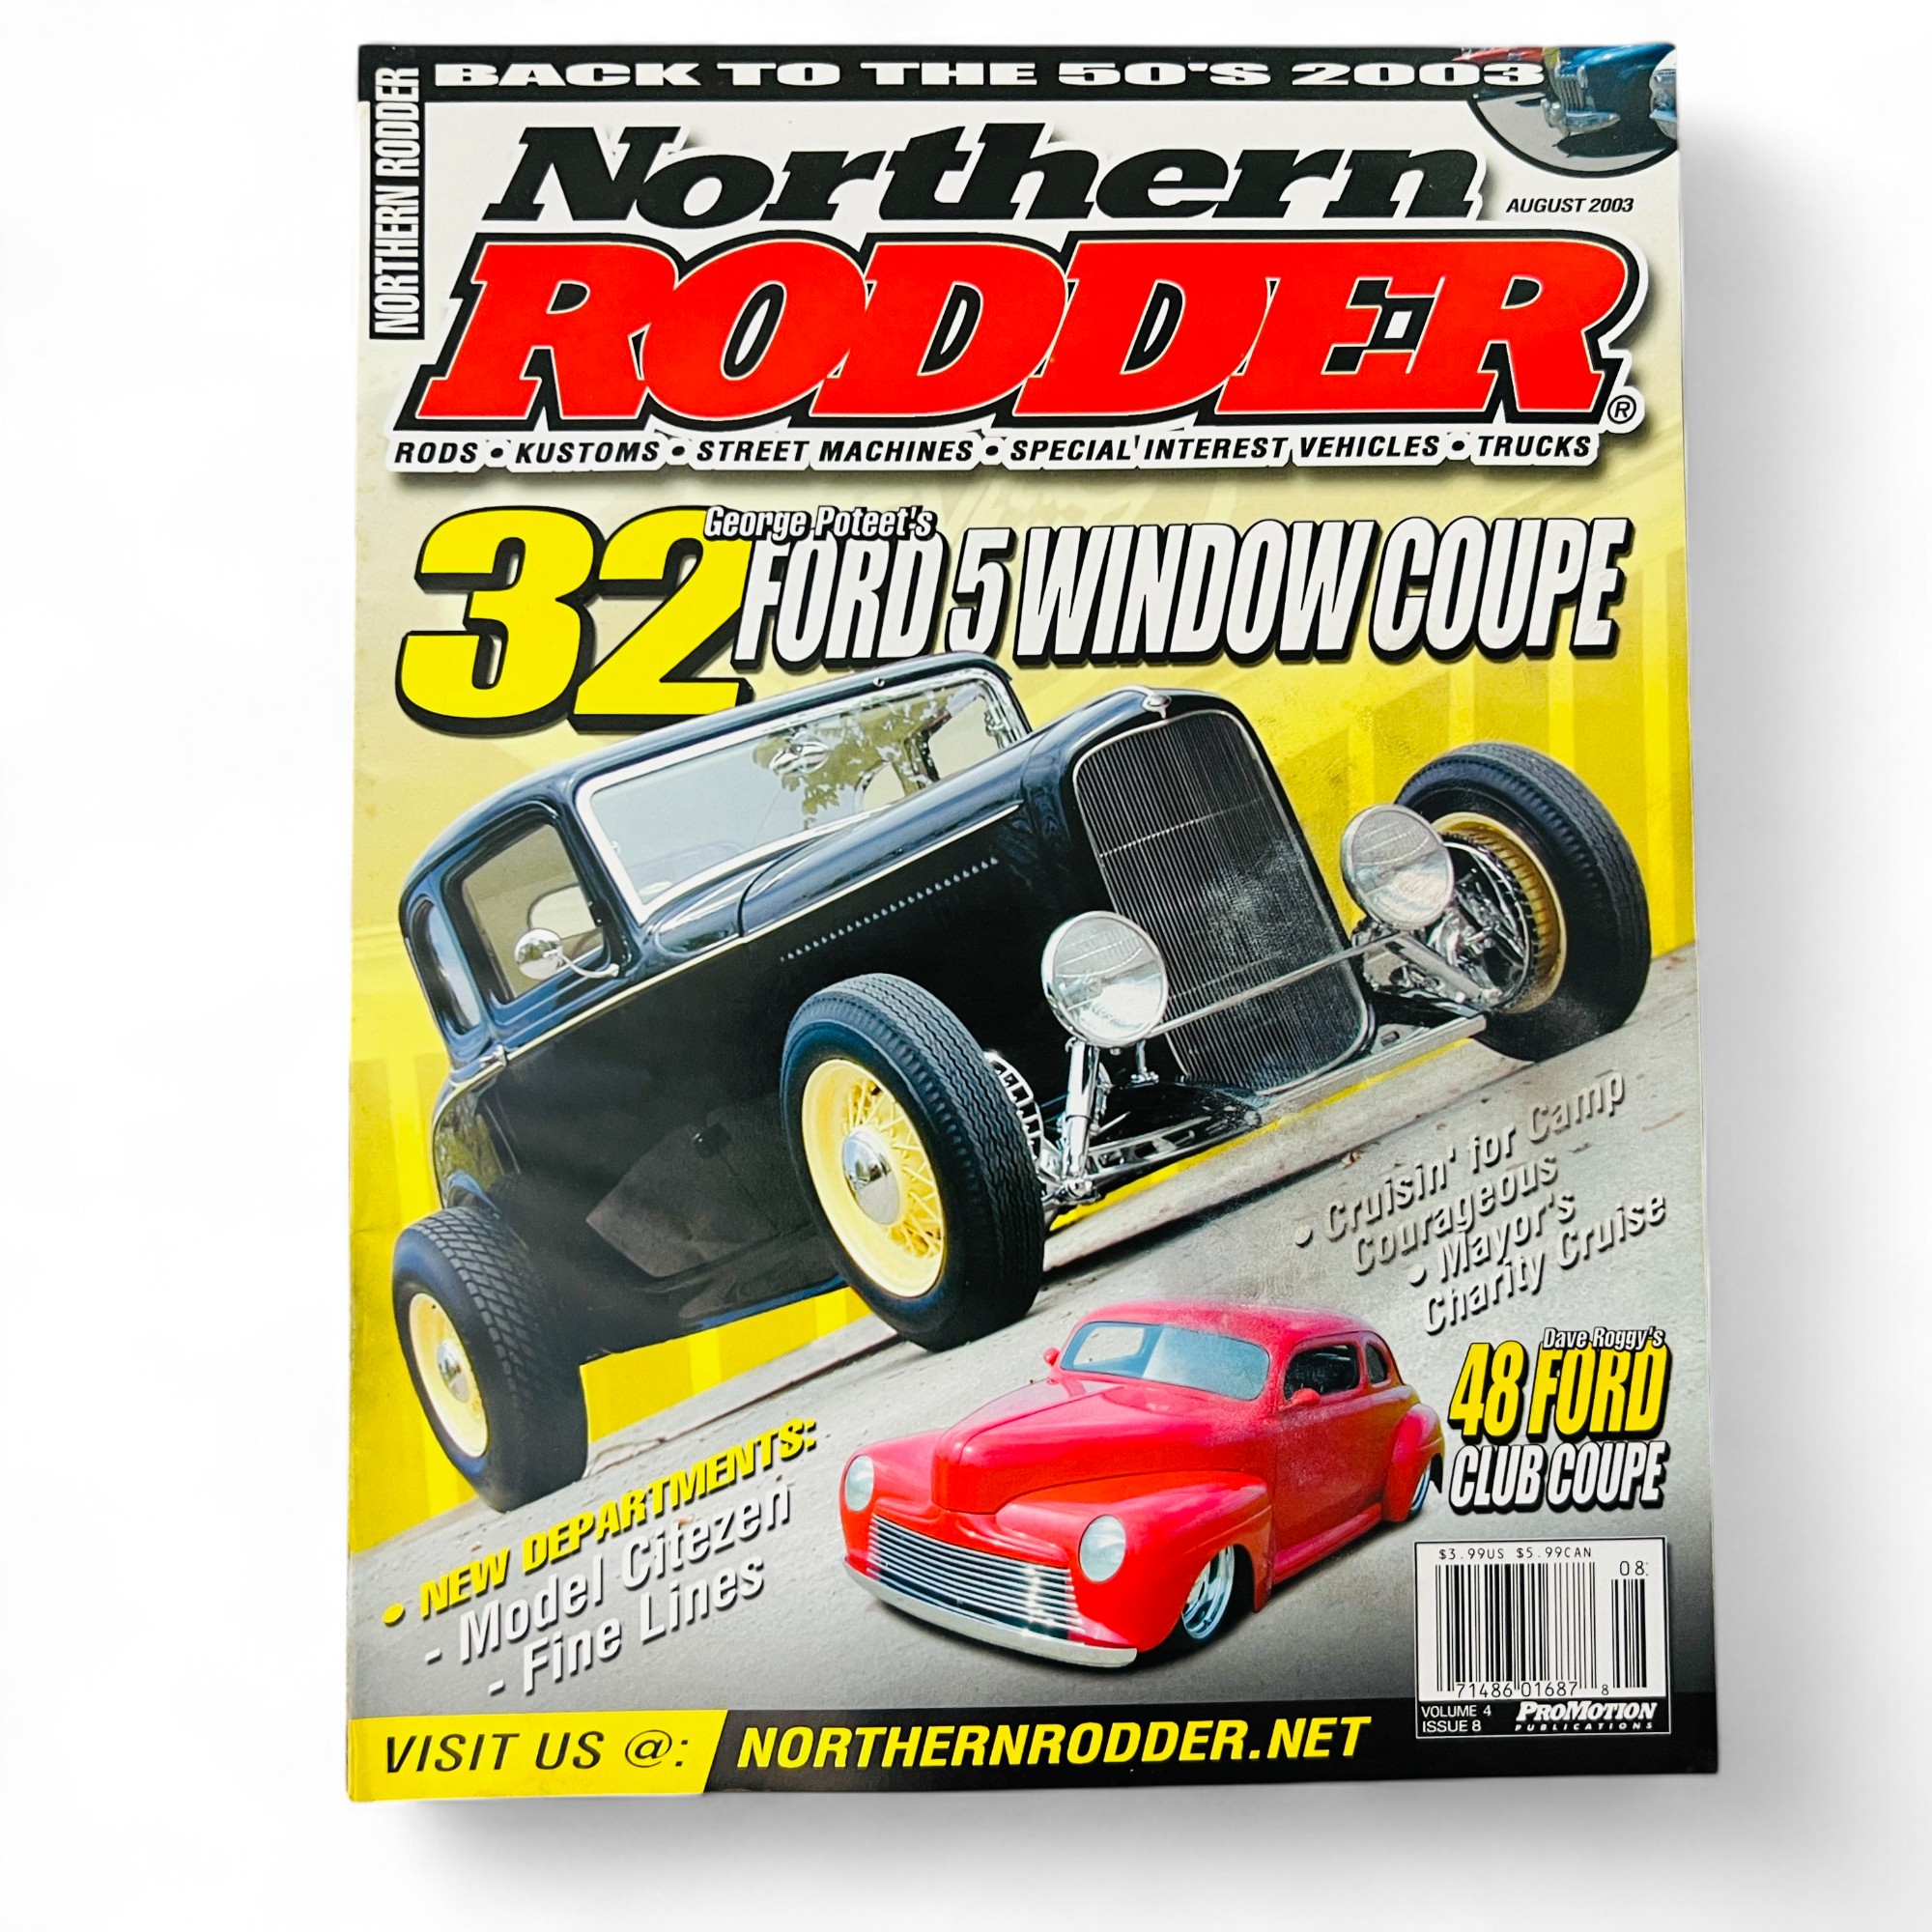 BACK TO THE 50'S 2003
NORTHERN RODDER
Northern
AUGUST 2003
RODDER®
RODS • KUSTOMS • STREET MACHINES • SPECIAL INTEREST VEHICLES • TRUCKS
George Poteet's
32 FORD 5 WINDOW COUPE
• Cruisin' for Camp
Courageous
• Mayor's
Charity Cruise
Dave Roggy's
48 FORD
CLUB COUPE
• NEW DEPARTMENTS:
- Model Citezen
- Fine Lines
$3.99US $5.99CAN
08
71486 01687 8
VOLUME 4
ISSUE 8
PROMOTION
PUBLICATIONS
VISIT US @: NORTHERNRODDER.NET